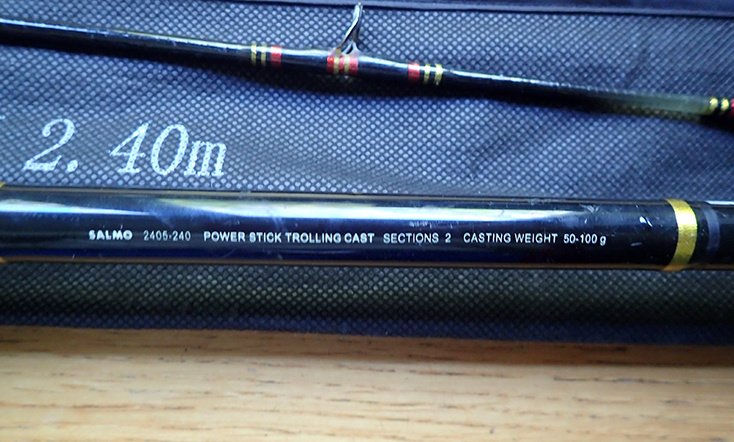 2.40m
SALMO 2405-240 POWER STICK TROLLING CAST SECTIONS 2 CASTING WEIGHT 50-100 g